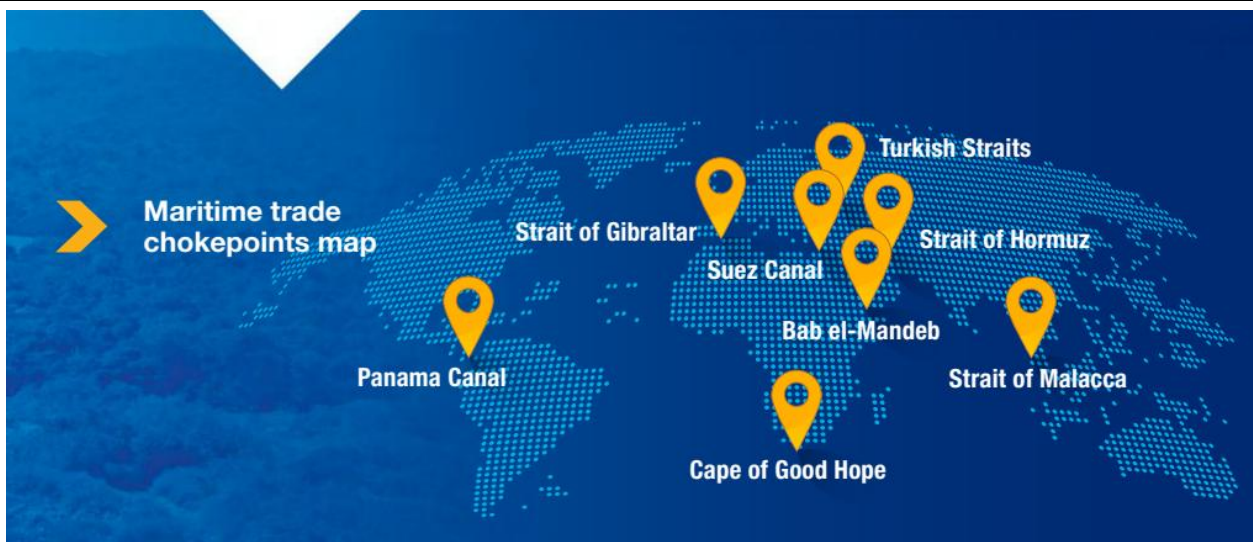 Maritime trade
chokepoints map
Turkish Straits
Strait of Gibraltar
Strait of Hormuz
Suez Canal
Bab el-Mandeb
Panama Canal
Strait of Malacca
Cape of Good Hope